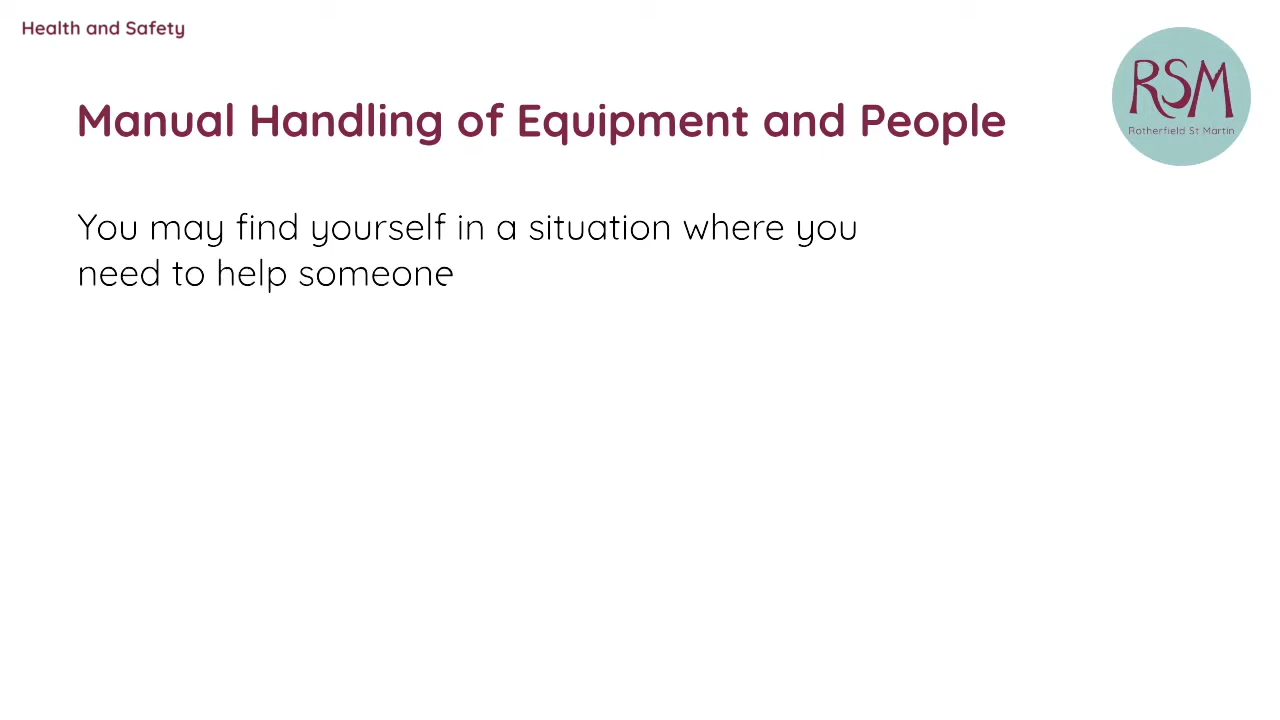 Health and Safety
RSM
Rotherfield St Martin
Manual Handling of Equipment and People
You may find yourself in a situation where you
need to help someone